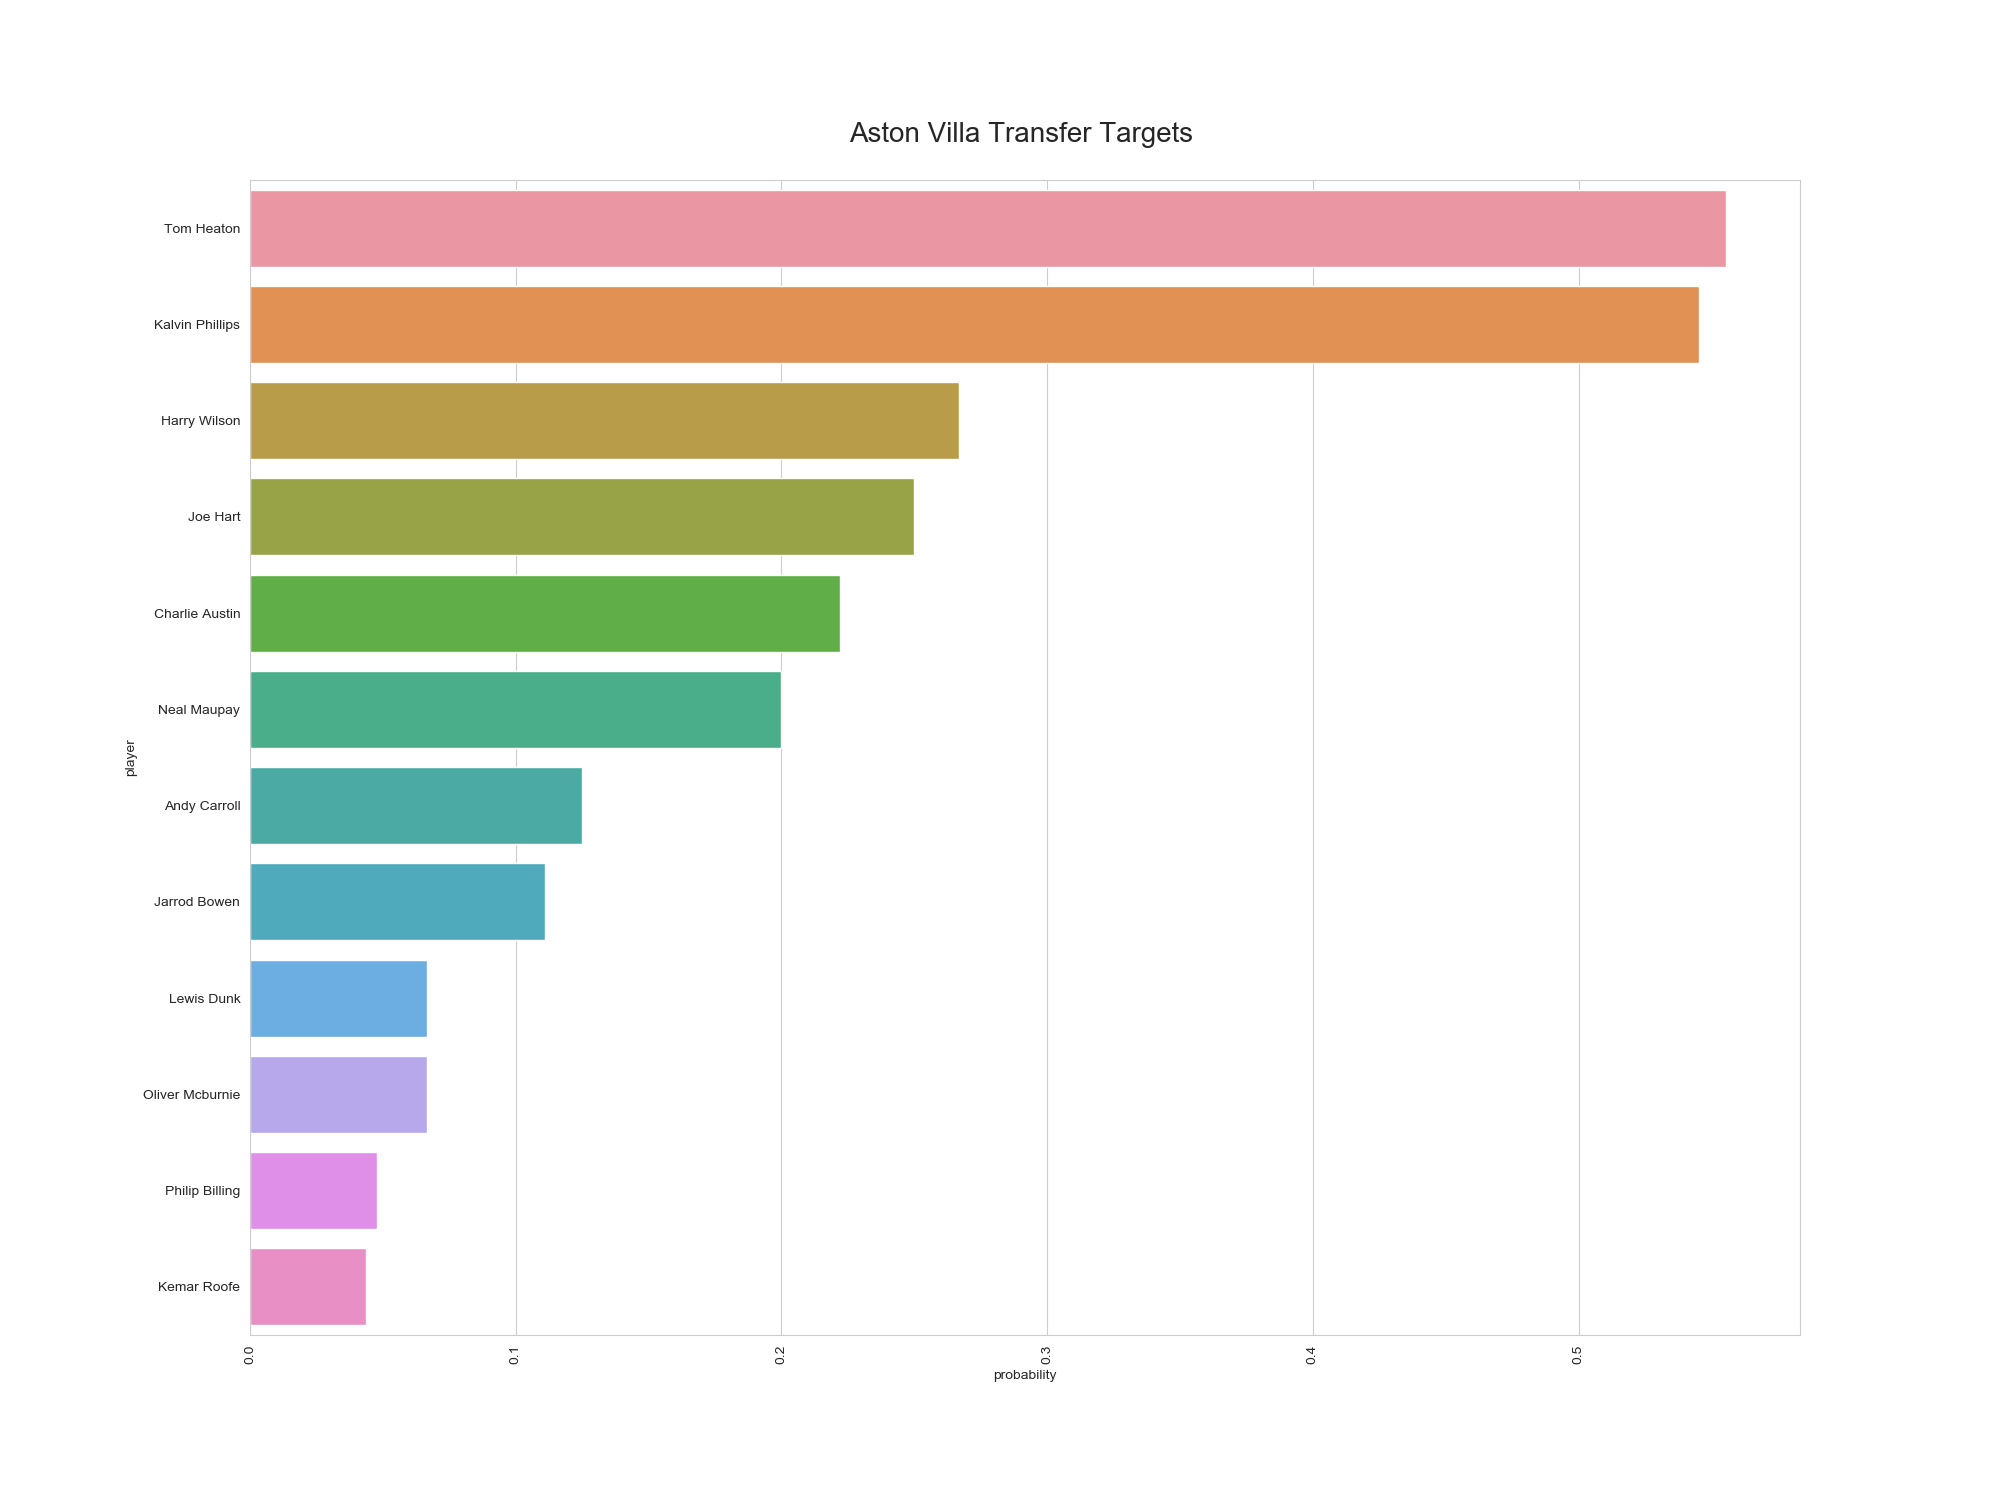 Aston Villa Transfer Targets
Tom Heaton
Kalvin Phillips
Harry Wilson
Joe Hart
Charlie Austin
Neal Maupay
player
Andy Carroll
Jarrod Bowen
Lewis Dunk
Oliver Mcburnie
Philip Billing
Kemar Roofe
0.0 0.1 0.2 0.3 0.4 0.5
probability